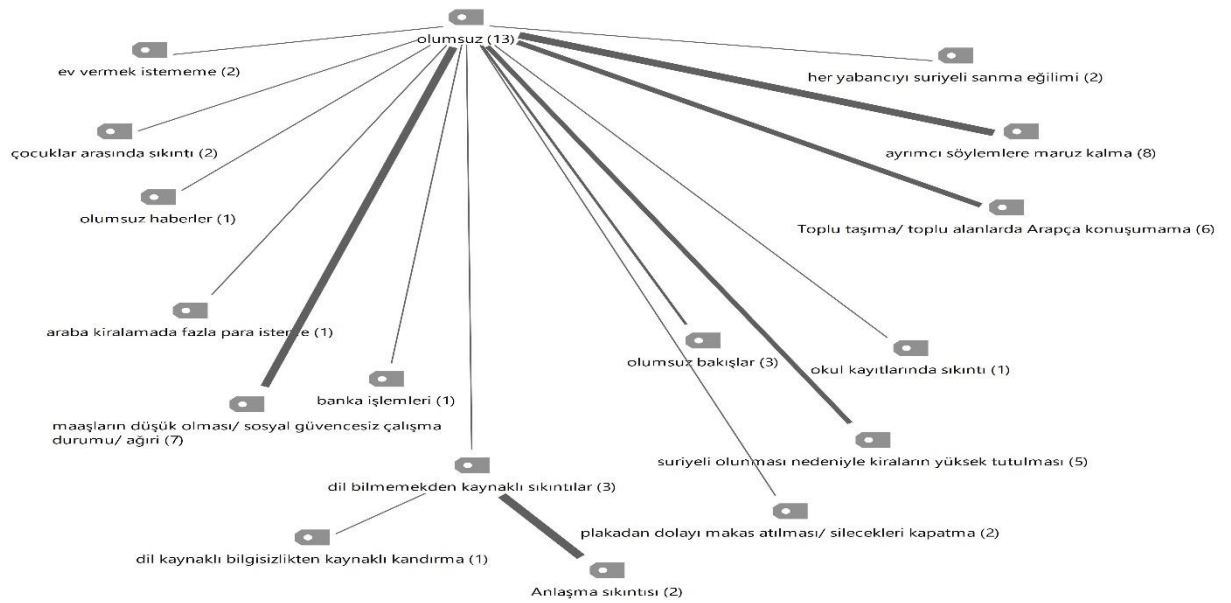 olumsuz (13)
ev vermek istememe (2)
her yabancıyı suriyeli sanma eğilimi (2)
çocuklar arasında sıkıntı (2)
ayrımcı söylemlere maruz kalma (8)
olumsuz haberler (1)
Toplu taşıma/ toplu alanlarda Arapça konuşumama (6)
araba kiralamada fazla para isteme (1)
olumsuz bakışlar (3)
okul kayıtlarında sıkıntı (1)
banka işlemleri (1)
maaşların düşük olması/ sosyal güvencesiz çalışma
durumu/ ağıri (7)
suriyeli olunması nedeniyle kiraların yüksek tutulması (5)
dil bilmemekden kaynaklı sıkıntılar (3)
plakadan dolayı makas atılması/ silecekleri kapatma (2)
dil kaynaklı bilgisizlikten kaynaklı kandırma (1)
Anlaşma sıkıntısı (2)